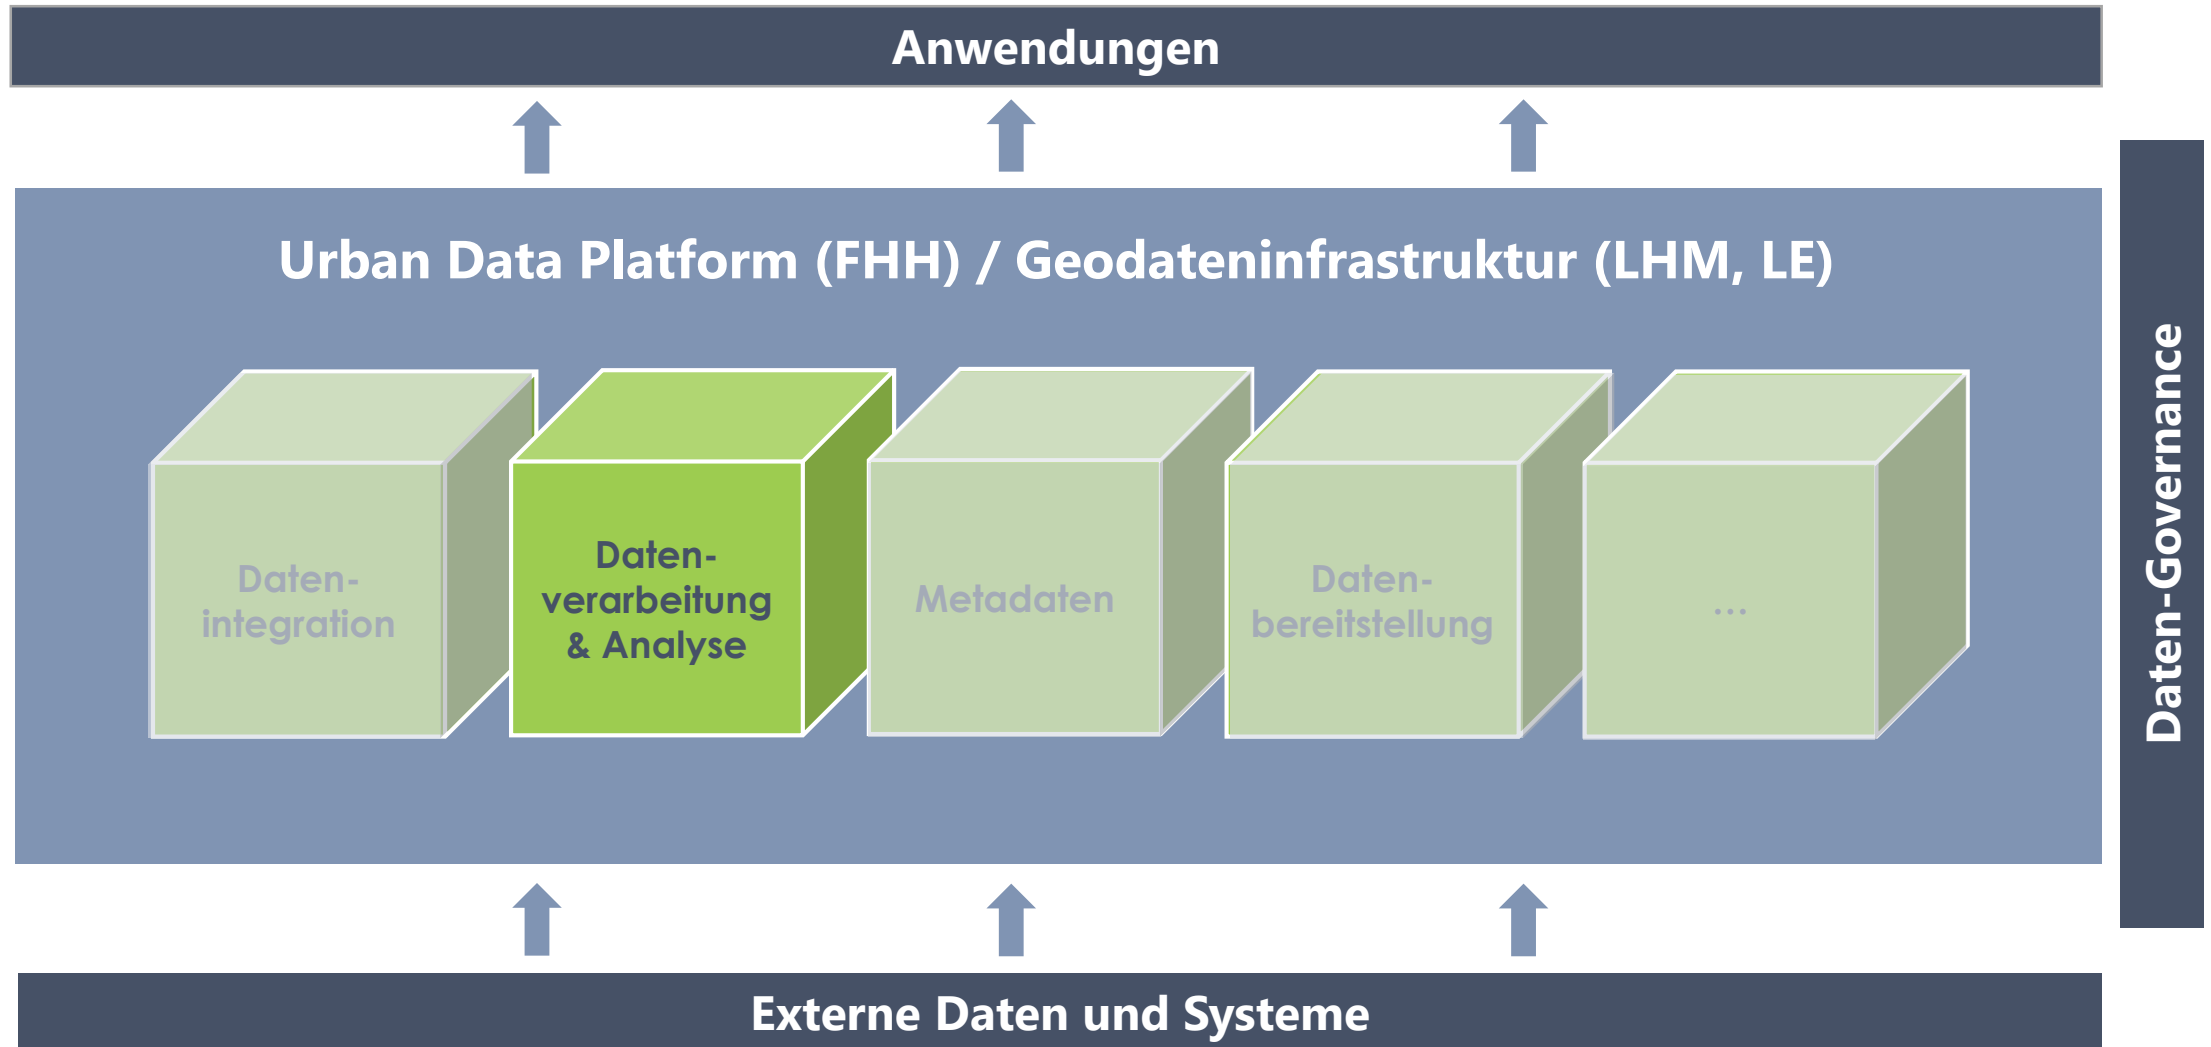 Anwendungen
Urban Data Platform (FHH) / Geodateninfrastruktur (LHM, LE)
Daten-
integration
Daten-
verarbeitung
& Analyse
Metadaten
Daten-
bereitstellung
...
Daten-Governance
Externe Daten und Systeme